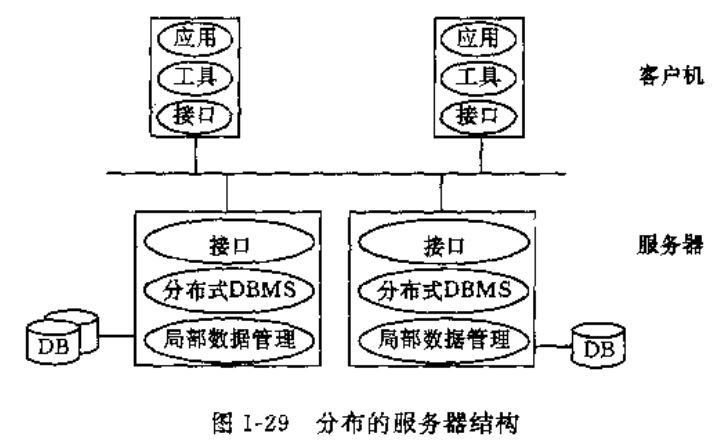 应用 应用
工具 工具 客户机
接口 接口
接口 接口 服务器
分布式DBMS 分布式DBMS
局部数据管理 局部数据管理
DB DB
图 1-29 分布的服务器结构